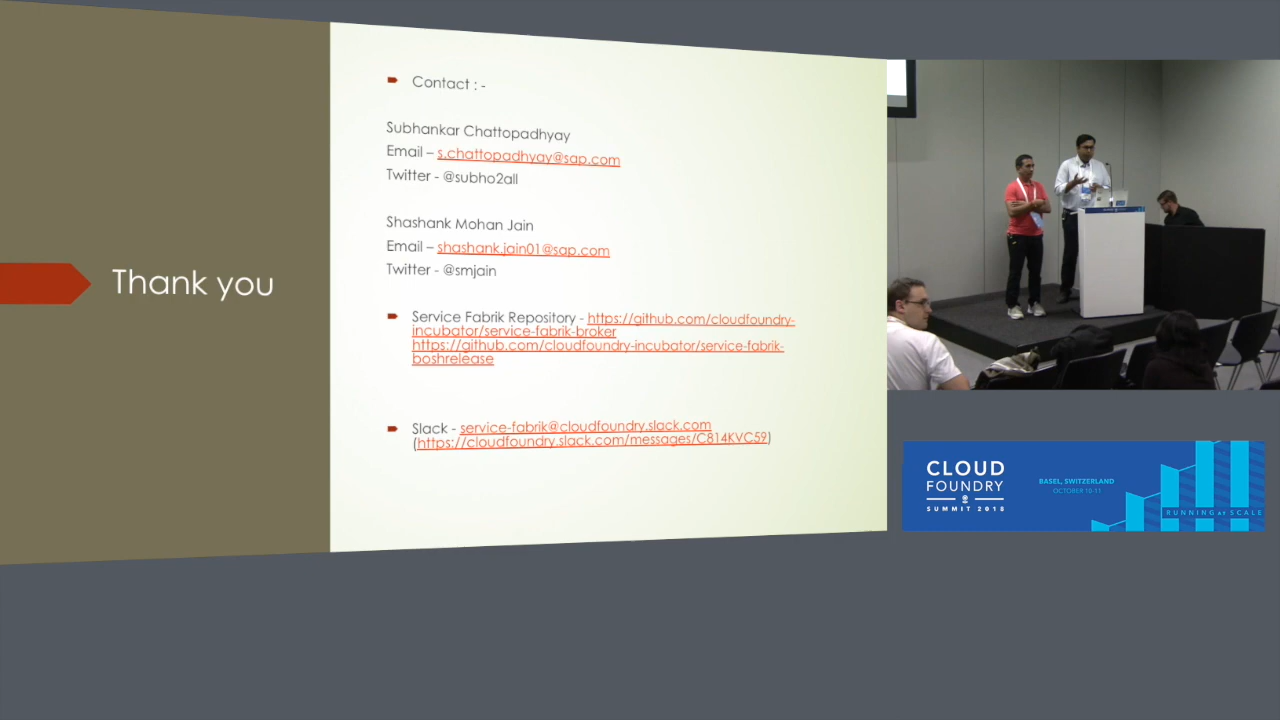 Thank you
Contact : -
Subhankar Chattopadhyay
Email – s.chattopadhyay@sap.com
Twitter - @subho2all
Shashank Mohan Jain
Email – shashank.jain01@sap.com
Twitter - @smjain
Service Fabrik Repository - https://github.com/cloudfoundry-
incubator/service-fabrik-broker
https://github.com/cloudfoundry-incubator/service-fabrik-
boshrelease
Slack - service-fabrik@cloudfoundry.slack.com
(https://cloudfoundry.slack.com/messages/C814KVC59)
CLOUD
FOUNDRY
SUMMIT 2018
BASEL, SWITZERLAND
OCTOBER 10-11
RUNNING at SCALE